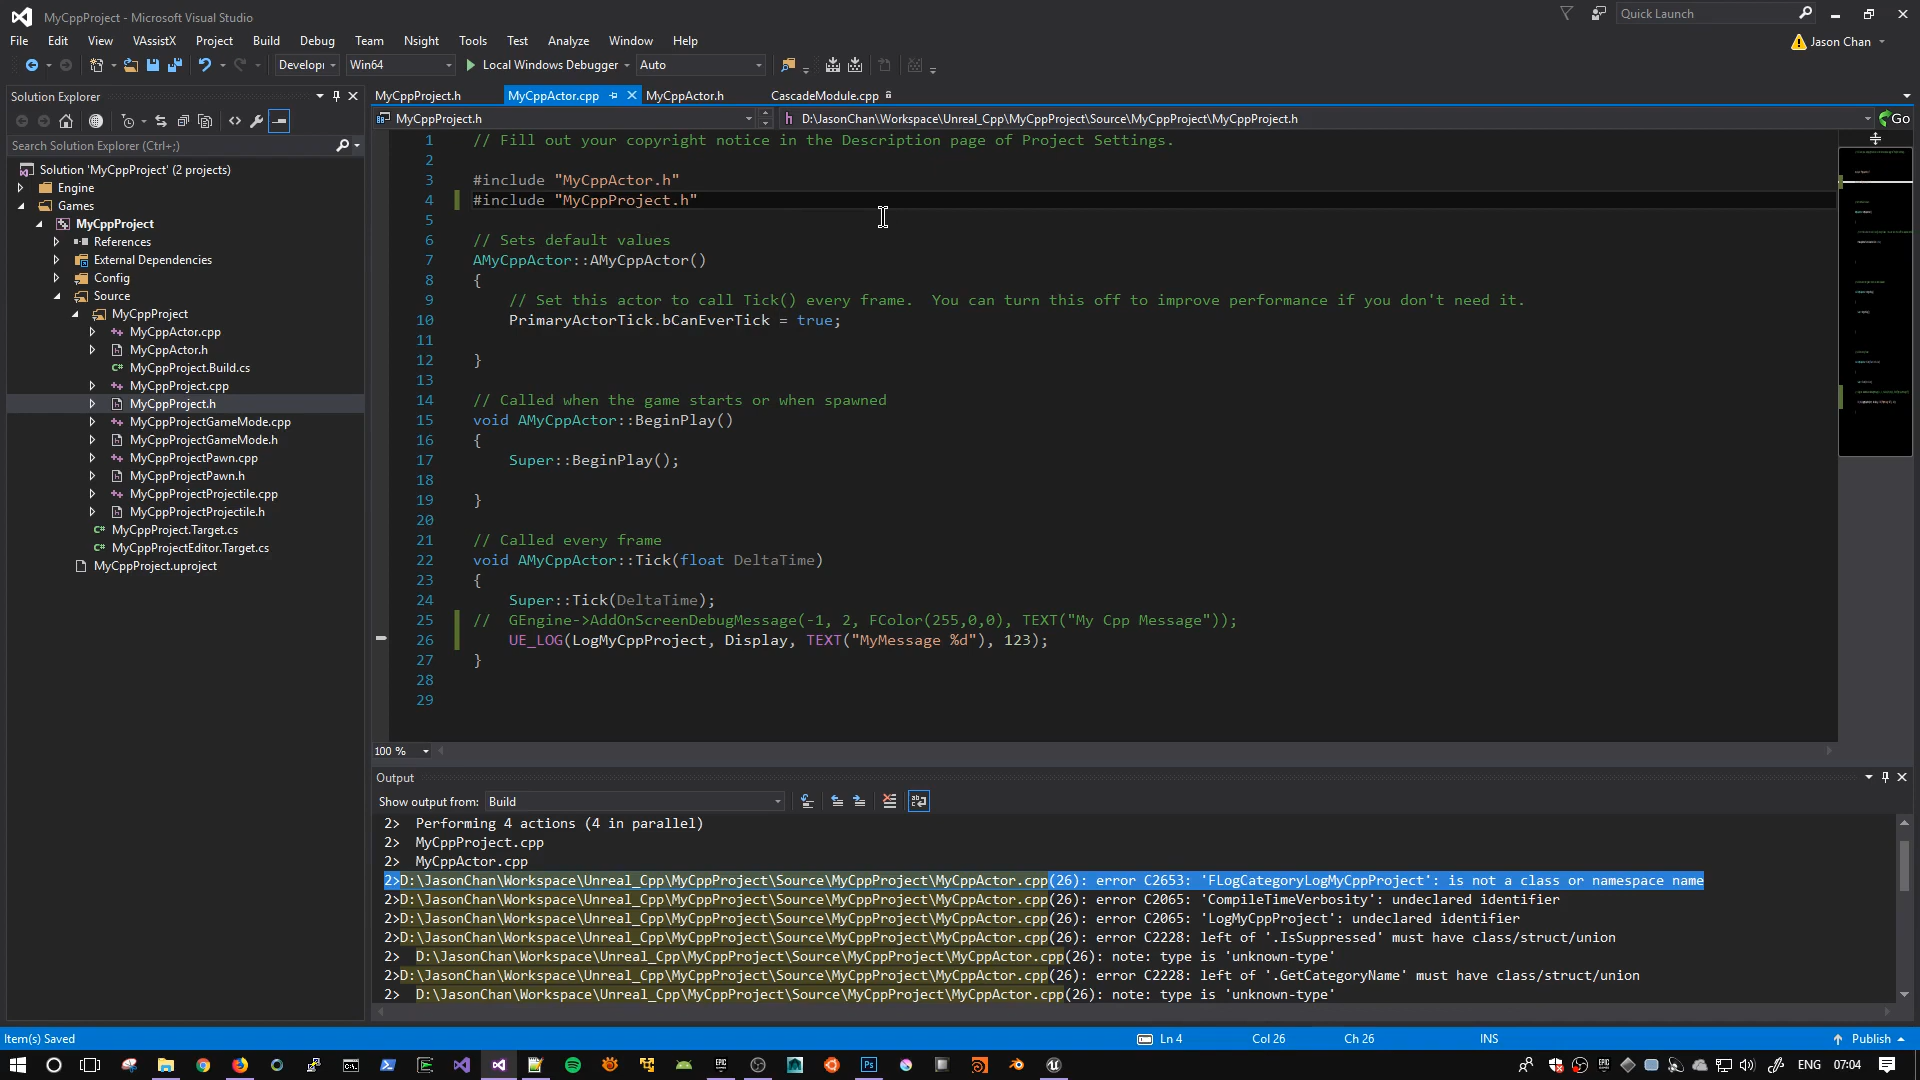 MyCppProject - Microsoft Visual Studio
Quick Launch
File Edit View VAssistX Project Build Debug Team Nsight Tools Test Analyze Window Help
Jason Chan
Develop Win64 Local Windows Debugger Auto
Solution Explorer
MyCppProject.h MyCppActor.cpp MyCppActor.h CascadeModule.cpp
MyCppProject.h
D:\JasonChan\Workspace\Unreal_Cpp\MyCppProject\Source\MyCppProject\MyCppProject.h
Go
Search Solution Explorer (Ctrl+;)
Solution 'MyCppProject' (2 projects)
Engine
Games
MyCppProject
References
External Dependencies
Config
Source
MyCppProject
MyCppActor.cpp
MyCppActor.h
MyCppProject.Build.cs
MyCppProject.cpp
MyCppProject.h
MyCppProjectGameMode.cpp
MyCppProjectGameMode.h
MyCppProjectPawn.cpp
MyCppProjectPawn.h
MyCppProjectProjectile.cpp
MyCppProjectProjectile.h
MyCppProject.Target.cs
MyCppProjectEditor.Target.cs
MyCppProject.uproject
1 // Fill out your copyright notice in the Description page of Project Settings.
2
3 #include "MyCppActor.h"
4 #include "MyCppProject.h"
5
6 // Sets default values
7 AMyCppActor::AMyCppActor()
8 {
9 // Set this actor to call Tick() every frame.  You can turn this off to improve performance if you don't need it.
10 PrimaryActorTick.bCanEverTick = true;
11
12 }
13
14 // Called when the game starts or when spawned
15 void AMyCppActor::BeginPlay()
16 {
17 Super::BeginPlay();
18
19 }
20
21 // Called every frame
22 void AMyCppActor::Tick(float DeltaTime)
23 {
24 Super::Tick(DeltaTime);
25 //  GEngine->AddOnScreenDebugMessage(-1, 2, FColor(255,0,0), TEXT("My Cpp Message"));
26 UE_LOG(LogMyCppProject, Display, TEXT("MyMessage %d"), 123);
27 }
28
29
100 %
Output
Show output from: Build
2>  Performing 4 actions (4 in parallel)
2>  MyCppProject.cpp
2>  MyCppActor.cpp
2>D:\JasonChan\Workspace\Unreal_Cpp\MyCppProject\Source\MyCppProject\MyCppActor.cpp(26): error C2653: 'FLogCategoryLogMyCppProject': is not a class or namespace name
2>D:\JasonChan\Workspace\Unreal_Cpp\MyCppProject\Source\MyCppProject\MyCppActor.cpp(26): error C2065: 'CompileTimeVerbosity': undeclared identifier
2>D:\JasonChan\Workspace\Unreal_Cpp\MyCppProject\Source\MyCppProject\MyCppActor.cpp(26): error C2065: 'LogMyCppProject': undeclared identifier
2>D:\JasonChan\Workspace\Unreal_Cpp\MyCppProject\Source\MyCppProject\MyCppActor.cpp(26): error C2228: left of '.IsSuppressed' must have class/struct/union
2>  D:\JasonChan\Workspace\Unreal_Cpp\MyCppProject\Source\MyCppProject\MyCppActor.cpp(26): note: type is 'unknown-type'
2>D:\JasonChan\Workspace\Unreal_Cpp\MyCppProject\Source\MyCppProject\MyCppActor.cpp(26): error C2228: left of '.GetCategoryName' must have class/struct/union
2>  D:\JasonChan\Workspace\Unreal_Cpp\MyCppProject\Source\MyCppProject\MyCppActor.cpp(26): note: type is 'unknown-type'
Item(s) Saved Ln 4 Col 26 Ch 26 INS Publish
ENG 07:04